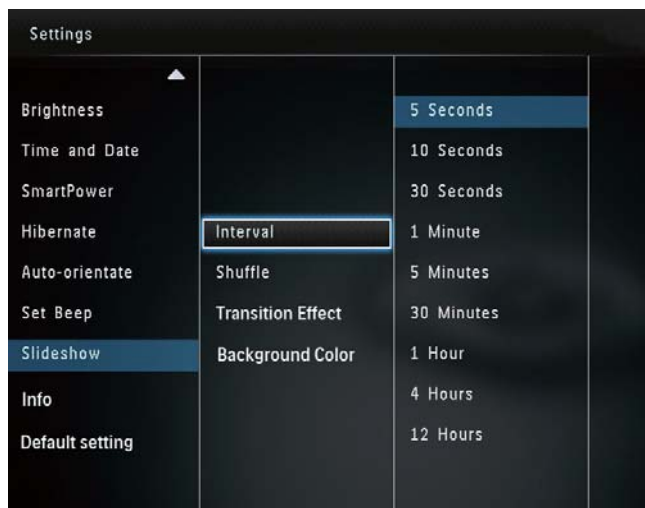 Settings
Brightness
Time and Date
SmartPower
Hibernate
Auto-orientate
Set Beep
Slideshow
Info
Default setting
Interval
Shuffle
Transition Effect
Background Color
5 Seconds
10 Seconds
30 Seconds
1 Minute
5 Minutes
30 Minutes
1 Hour
4 Hours
12 Hours